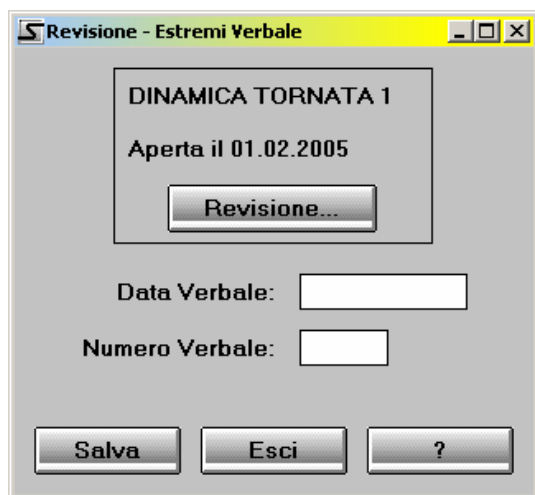 Revisione - Estremi Verbale
DINAMICA TORNATA 1
Aperta il 01.02.2005
Revisione...
Data Verbale:
Numero Verbale:
Salva Esci ?